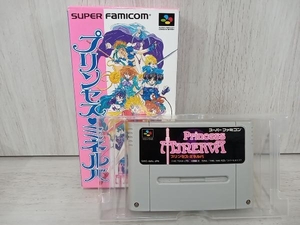 SUPER FAMICOM
プリンセス♥ミネルバ
スーパーファミコン
Princess
MINERVA
プリンセスミネルバ